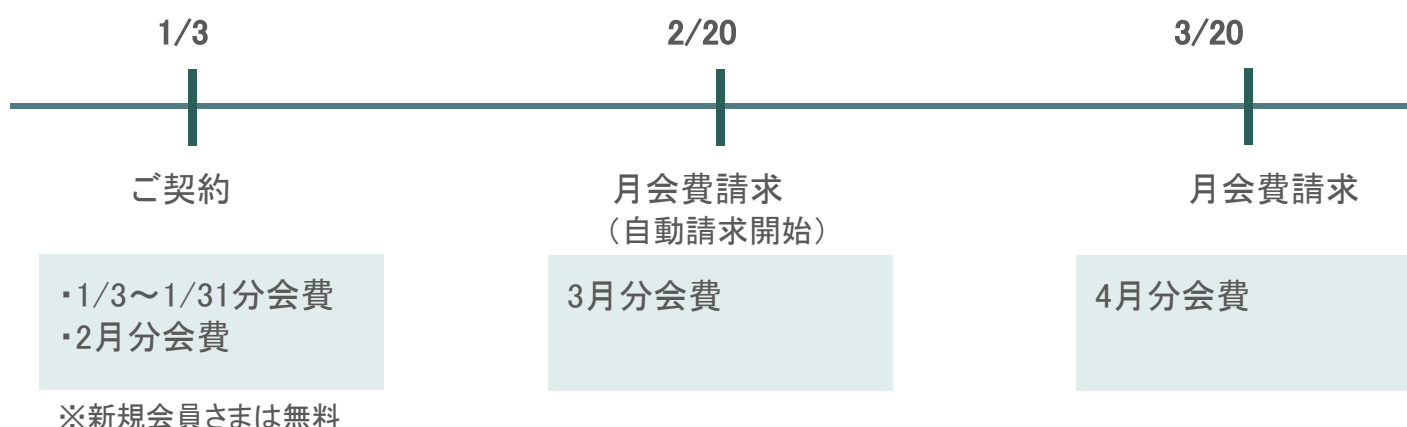 1/3
2/20
3/20
ご契約
月会費請求
（自動請求開始）
月会費請求
・1/3～1/31分会費
・2月分会費
3月分会費
4月分会費
※新規会員さまは無料